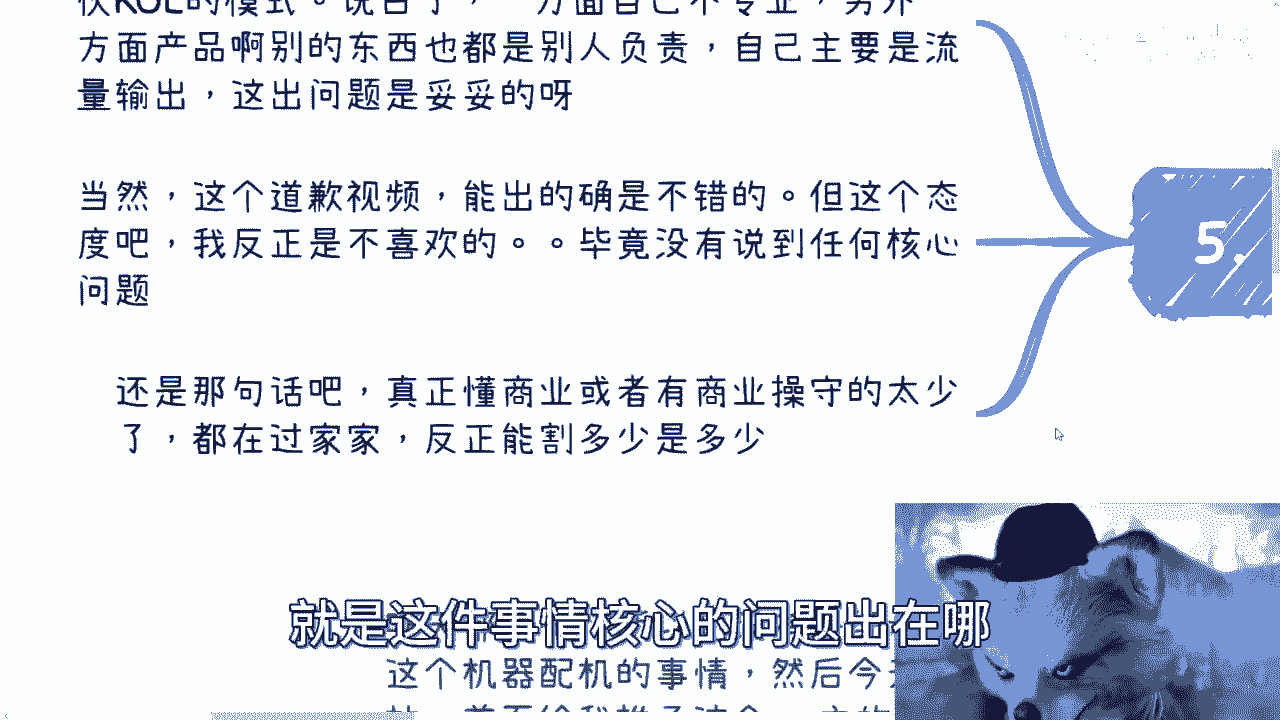 KOL的模式。说白了，一方面自己不专业，另外
方面产品啊别的东西也都是别人负责，自己主要是流
量输出，这出问题是妥妥的呀
当然，这个道歉视频，能出的确是不错的。但这个态
度吧，我反正是不喜欢的。。毕竟没有说到任何核心
问题
5.
还是那句话吧，真正懂商业或者有商业操守的太少
了，都在过家家，反正能割多少是多少
就是这件事情核心的问题出在哪
这个机器配机的事情，然后今